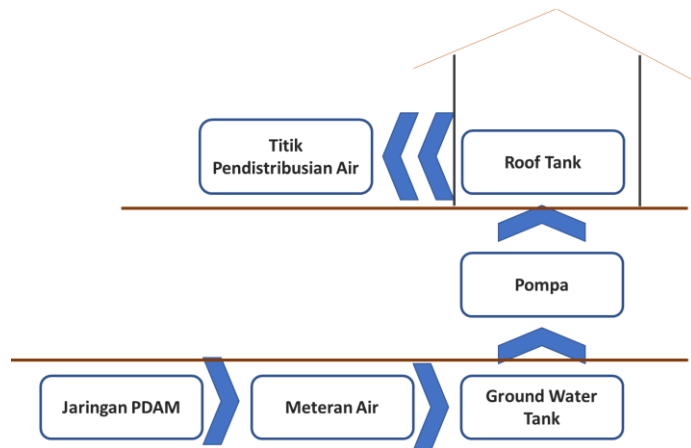 Titik
Pendistribusian Air
Roof Tank
Pompa
Jaringan PDAM
Meteran Air
Ground Water
Tank